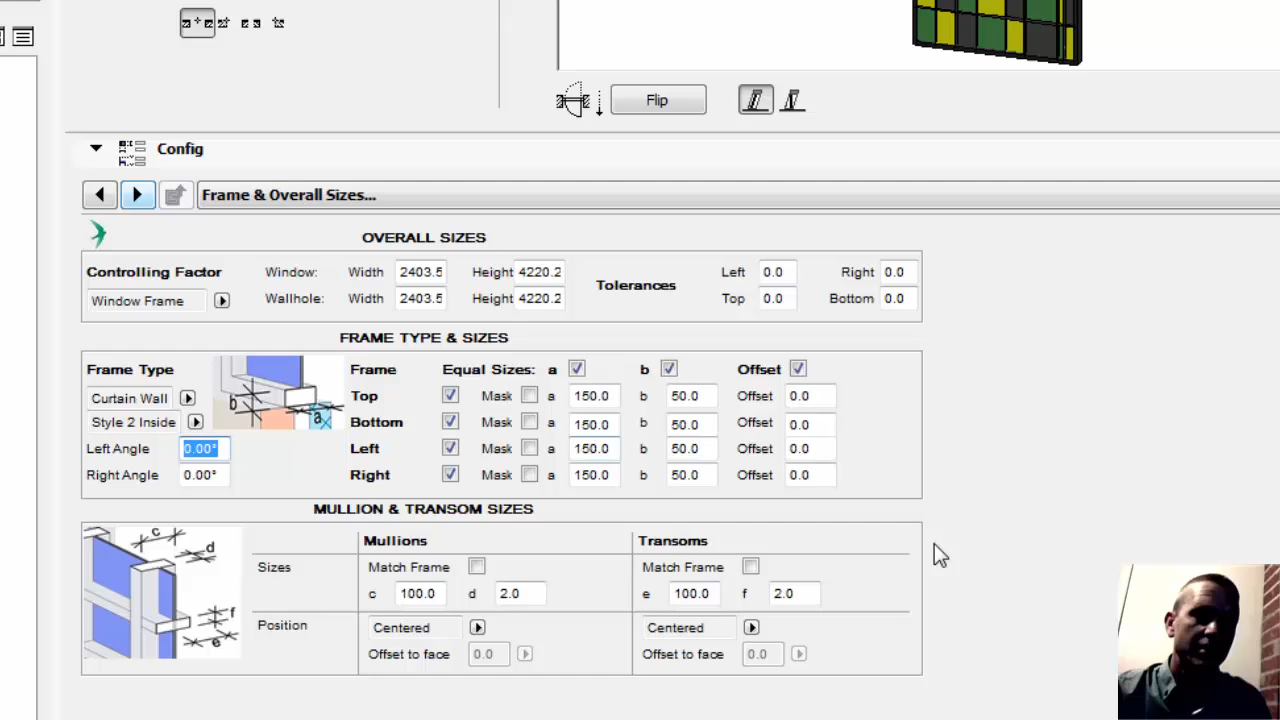 Flip
Config
Frame & Overall Sizes...
OVERALL SIZES
Controlling Factor Window: Width 2403.5 Height 4220.2 Tolerances Left 0.0 Right 0.0
Window Frame Wallhole: Width 2403.5 Height 4220.2 Top 0.0 Bottom 0.0
FRAME TYPE & SIZES
Frame Type Frame Equal Sizes: a b Offset
Curtain Wall Top Mask a 150.0 b 50.0 Offset 0.0
Style 2 Inside Bottom Mask a 150.0 b 50.0 Offset 0.0
Left Angle 0.00° Left Mask a 150.0 b 50.0 Offset 0.0
Right Angle 0.00° Right Mask a 150.0 b 50.0 Offset 0.0
b a
MULLION & TRANSOM SIZES
c d f e
Mullions Transoms
Sizes Match Frame Match Frame
c 100.0 d 2.0 e 100.0 f 2.0
Position Centered Centered
Offset to face 0.0 Offset to face 0.0